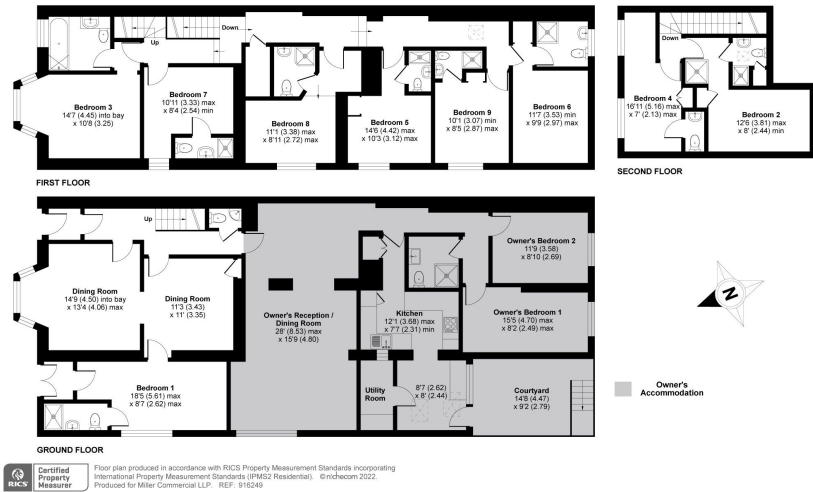 Up
Down
Bedroom 3
14'7 (4.45) into bay
x 10'8 (3.25)
Bedroom 7
10'11 (3.33) max
x 8'4 (2.54) min
Bedroom 8
11'1 (3.38) max
x 8'11 (2.72) max
Bedroom 5
14'6 (4.42) max
x 10'3 (3.12) max
Bedroom 9
10'1 (3.07) min
x 8'5 (2.87) max
Bedroom 6
11'7 (3.53) max
x 9'9 (2.97) max
FIRST FLOOR
Down
Bedroom 4
16'11 (5.16) max
x 7' (2.13) max
Bedroom 2
12'6 (3.81) max
x 8' (2.44) min
SECOND FLOOR
Up
Dining Room
14'9 (4.50) into bay
x 13'4 (4.06) max
Dining Room
11'3 (3.43)
x 11' (3.35)
Bedroom 1
18'5 (5.61) max
x 8'7 (2.62) max
Owner's Reception /
Dining Room
28' (8.53) max
x 15'9 (4.80)
Kitchen
12'1 (3.68) max
x 7'7 (2.31) min
Utility
Room
8'7 (2.62)
x 8' (2.44)
Owner's Bedroom 2
11'9 (3.58)
x 8'10 (2.69)
Owner's Bedroom 1
15'5 (4.70) max
x 8'2 (2.49) max
Courtyard
14'8 (4.47)
x 9'2 (2.79)
GROUND FLOOR
N
Owner's
Accommodation
RICS
Certified
Property
Measurer
Floor plan produced in accordance with RICS Property Measurement Standards incorporating
International Property Measurement Standards (IPMS2 Residential). © nichecom 2022.
Produced for Miller Commercial LLP. REF: 916249